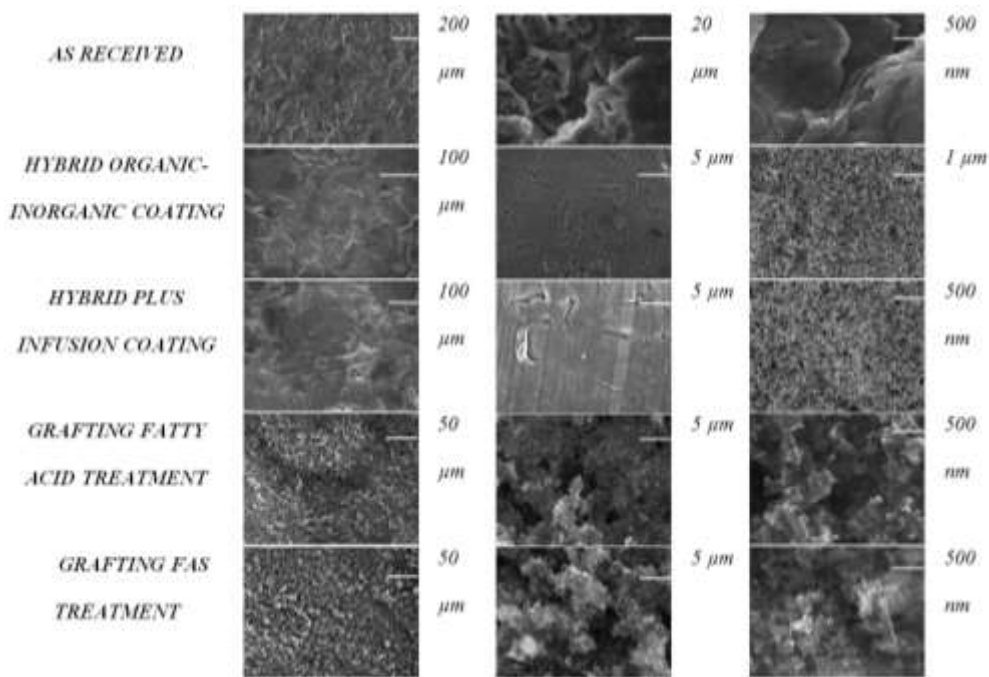 AS RECEIVED
200
µm
20
µm
500
nm
HYBRID ORGANIC-
INORGANIC COATING
100
µm
5 µm
1 µm
HYBRID PLUS
INFUSION COATING
100
µm
5 µm
500
nm
GRAFTING FATTY
ACID TREATMENT
50
µm
5 µm
500
nm
GRAFTING FAS
TREATMENT
50
µm
5 µm
500
nm